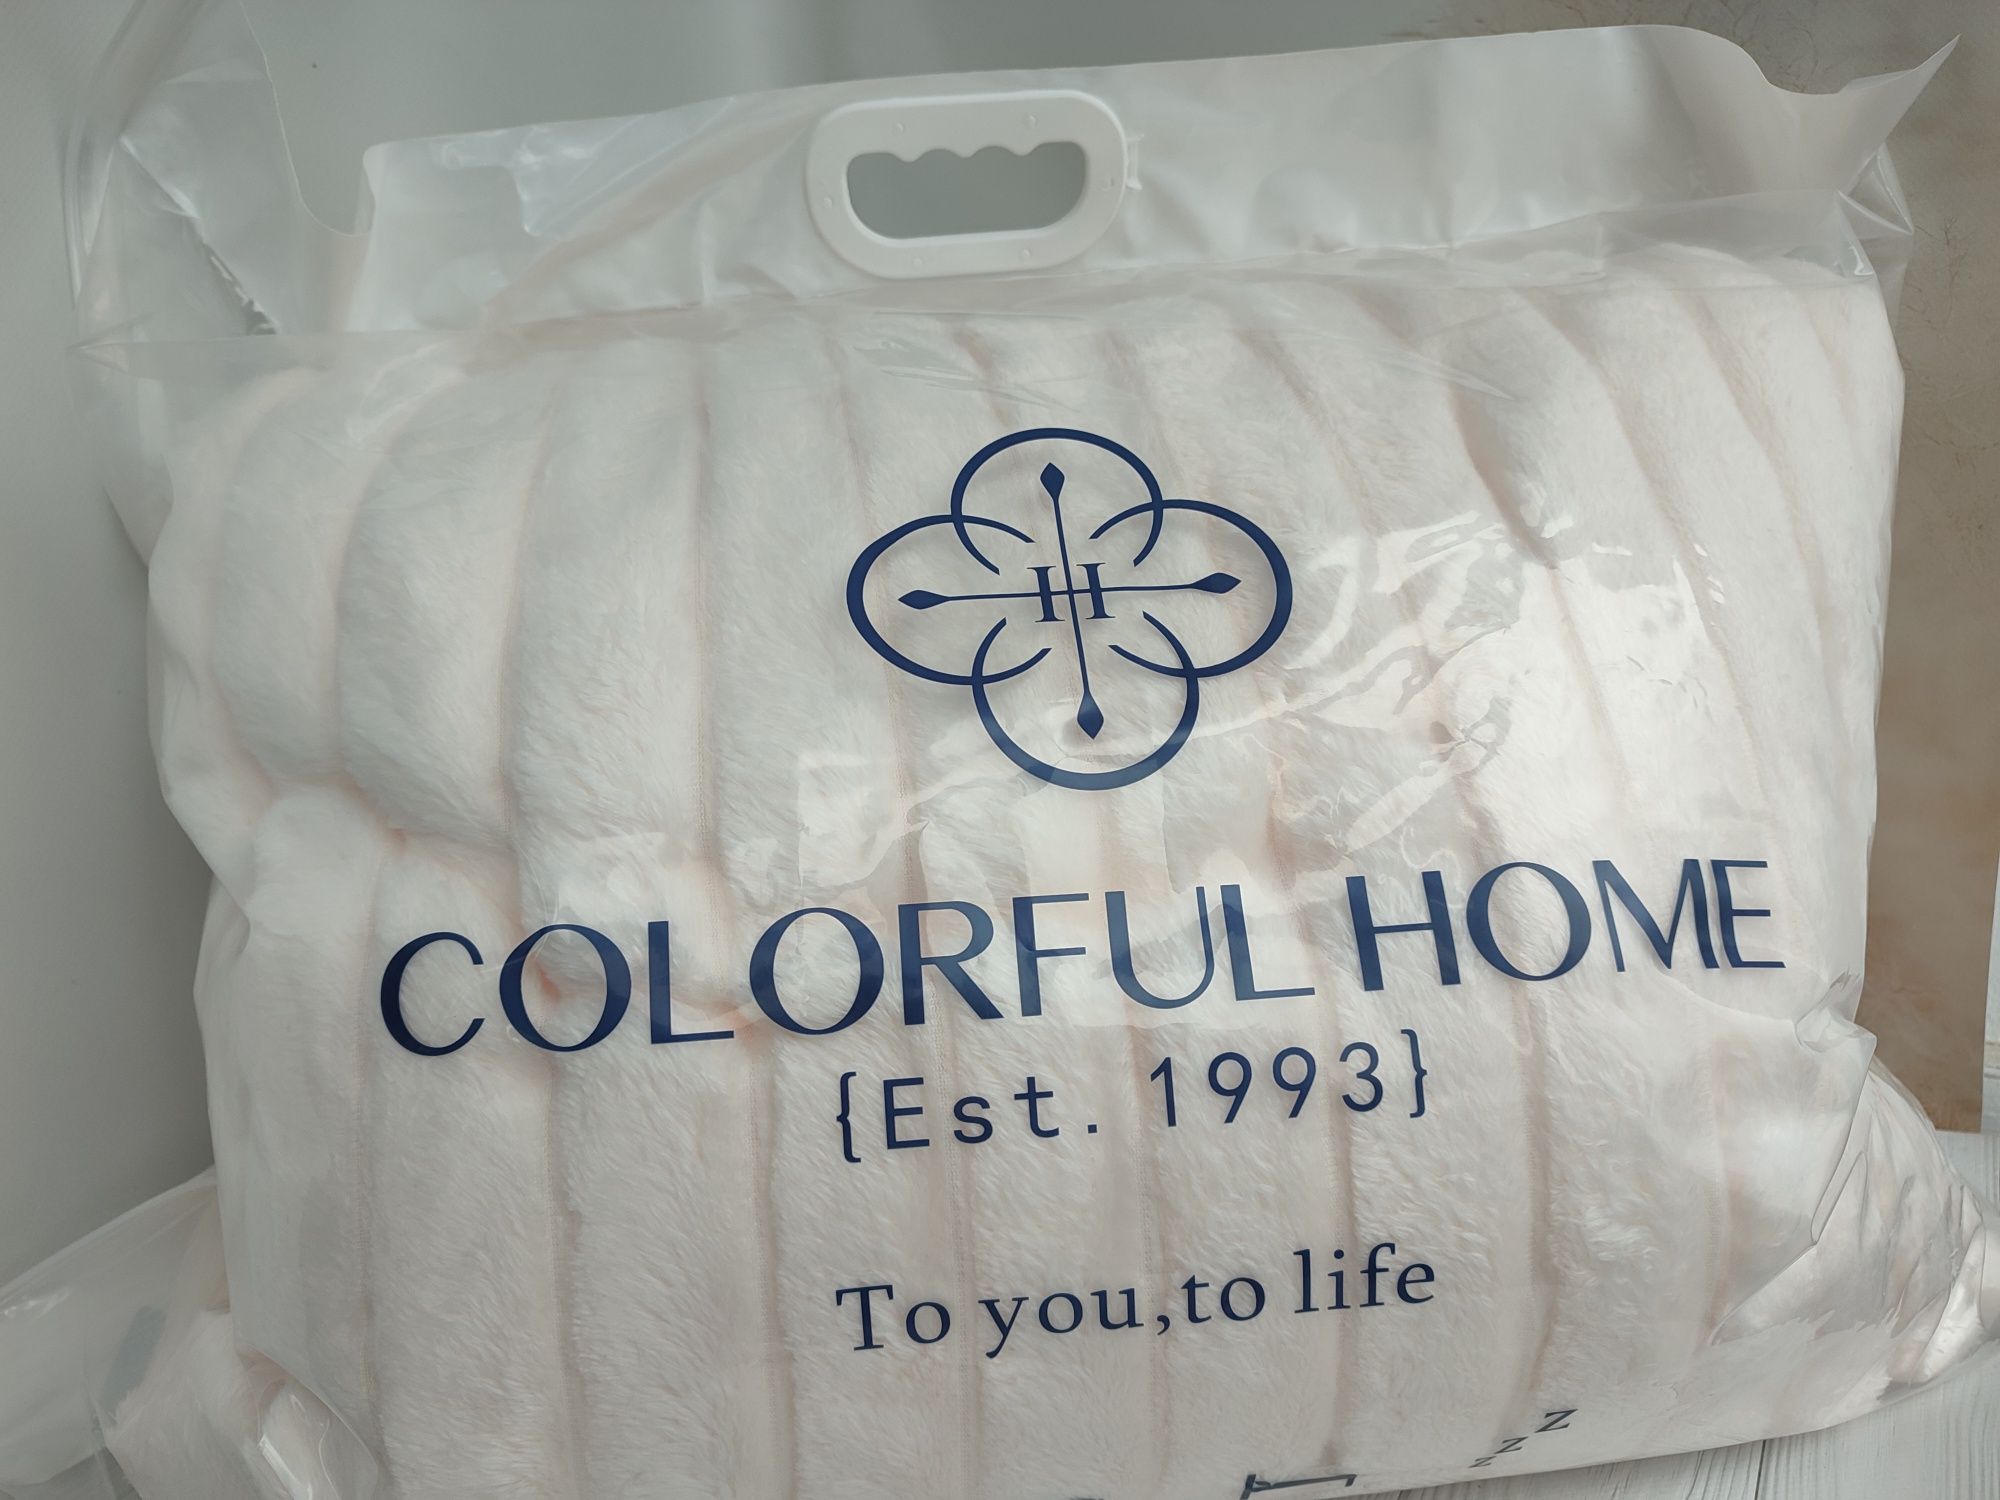 H
COLORFUL HOME
{Est. 1993}
To you,to life
z z Z